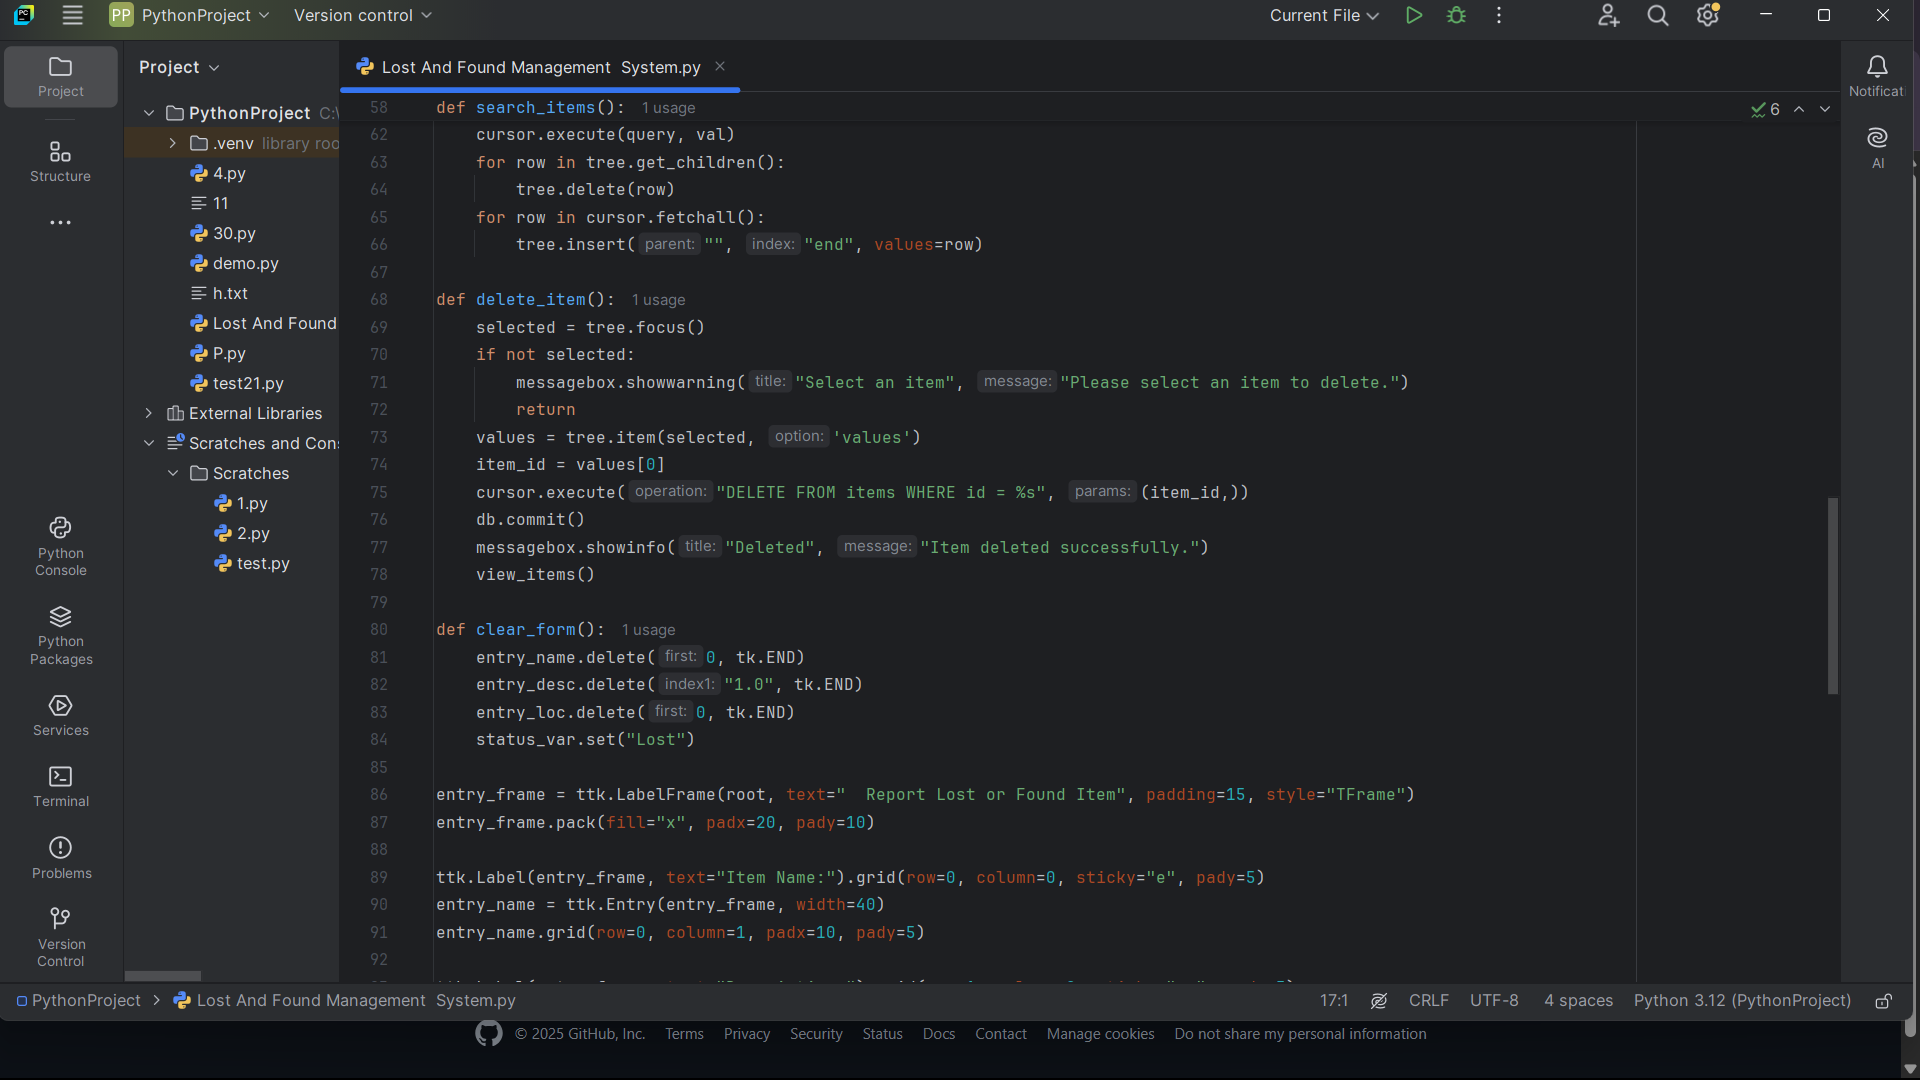 PP PythonProject Version control Current File
Project
Structure
Python Console
Python Packages
Services
Terminal
Problems
Version Control
Project
PythonProject
.venv library roo
4.py
11
30.py
demo.py
h.txt
Lost And Found
P.py
test21.py
External Libraries
Scratches and Con
Scratches
1.py
2.py
test.py
Lost And Found Management System.py
6
58 def search_items(): 1 usage
62 cursor.execute(query, val)
63 for row in tree.get_children():
64 tree.delete(row)
65 for row in cursor.fetchall():
66 tree.insert( parent: "", index: "end", values=row)
67
68 def delete_item(): 1 usage
69 selected = tree.focus()
70 if not selected:
71 messagebox.showwarning( title: "Select an item", message: "Please select an item to delete.")
72 return
73 values = tree.item(selected, option: 'values')
74 item_id = values[0]
75 cursor.execute( operation: "DELETE FROM items WHERE id = %s", params: (item_id,))
76 db.commit()
77 messagebox.showinfo( title: "Deleted", message: "Item deleted successfully.")
78 view_items()
79
80 def clear_form(): 1 usage
81 entry_name.delete( first: 0, tk.END)
82 entry_desc.delete( index1: "1.0", tk.END)
83 entry_loc.delete( first: 0, tk.END)
84 status_var.set("Lost")
85
86 entry_frame = ttk.LabelFrame(root, text="  Report Lost or Found Item", padding=15, style="TFrame")
87 entry_frame.pack(fill="x", padx=20, pady=10)
88
89 ttk.Label(entry_frame, text="Item Name:").grid(row=0, column=0, sticky="e", pady=5)
90 entry_name = ttk.Entry(entry_frame, width=40)
91 entry_name.grid(row=0, column=1, padx=10, pady=5)
92
Notificat
AI
PythonProject > Lost And Found Management System.py 17:1 CRLF UTF-8 4 spaces Python 3.12 (PythonProject)
© 2025 GitHub, Inc. Terms Privacy Security Status Docs Contact Manage cookies Do not share my personal information